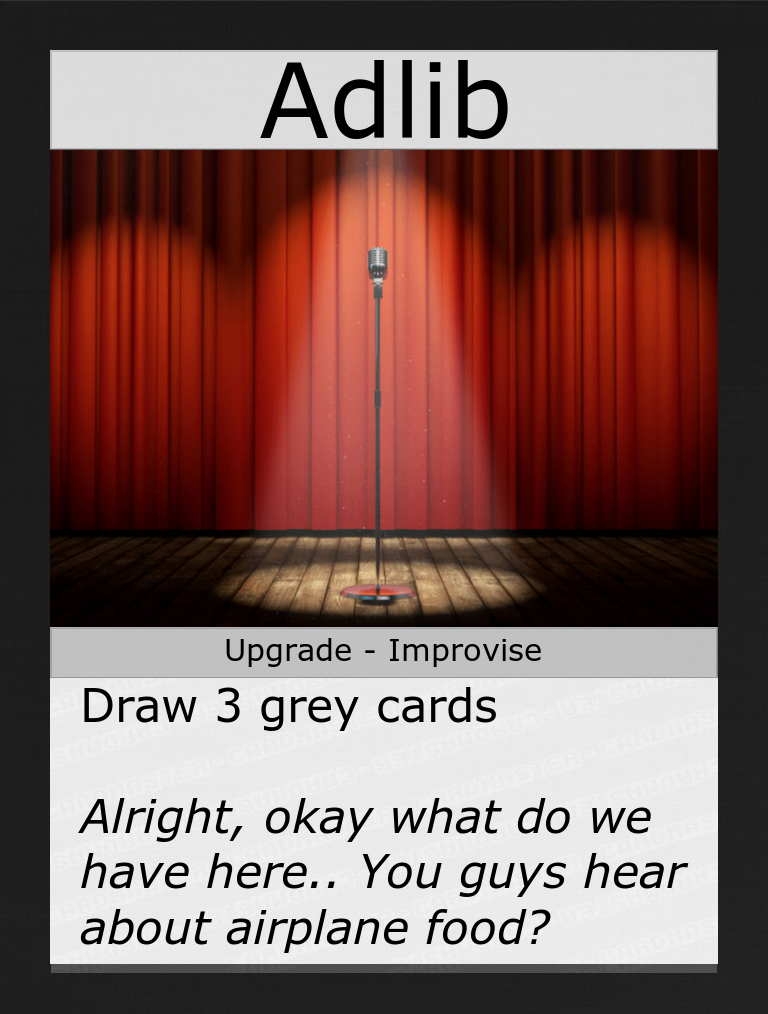 Adlib
Upgrade - Improvise
Draw 3 grey cards
Alright, okay what do we
have here.. You guys hear
about airplane food?